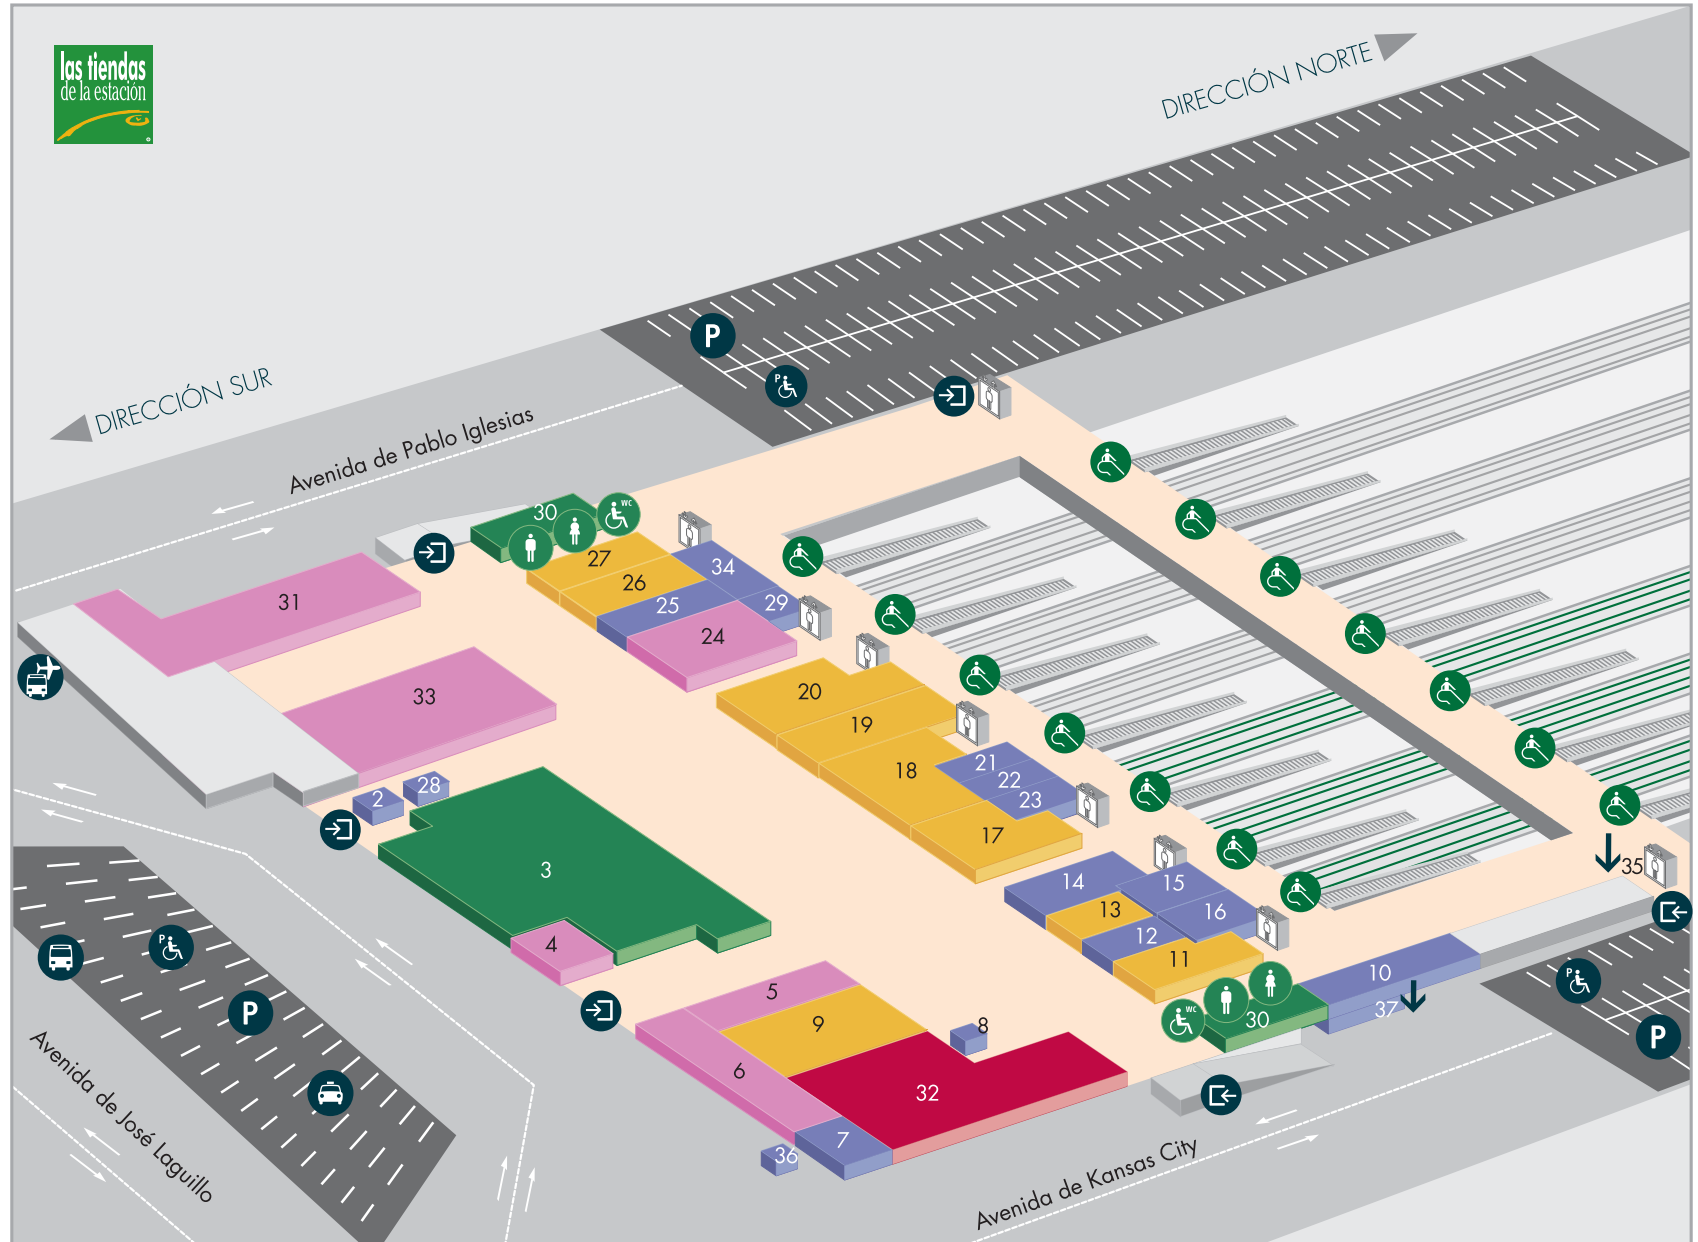 las tiendas
de la estación
DIRECCIÓN NORTE
P
P
DIRECCIÓN SUR
Avenida de Pablo Iglesias
30
WC
27
34
26
25
29
31
24
33
20
19
18
21
22
23
28
2
17
3
14
15
13
16
12
11
4
35
10
37
WC
30
P
P
P
P
5
9
8
6
32
7
36
Avenida de José Laguillo
Avenida de Kansas City